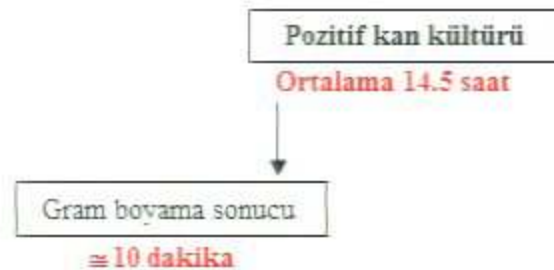 Pozitif kan kültürü
Ortalama 14.5 saat
Gram boyama sonucu
≅10 dakika